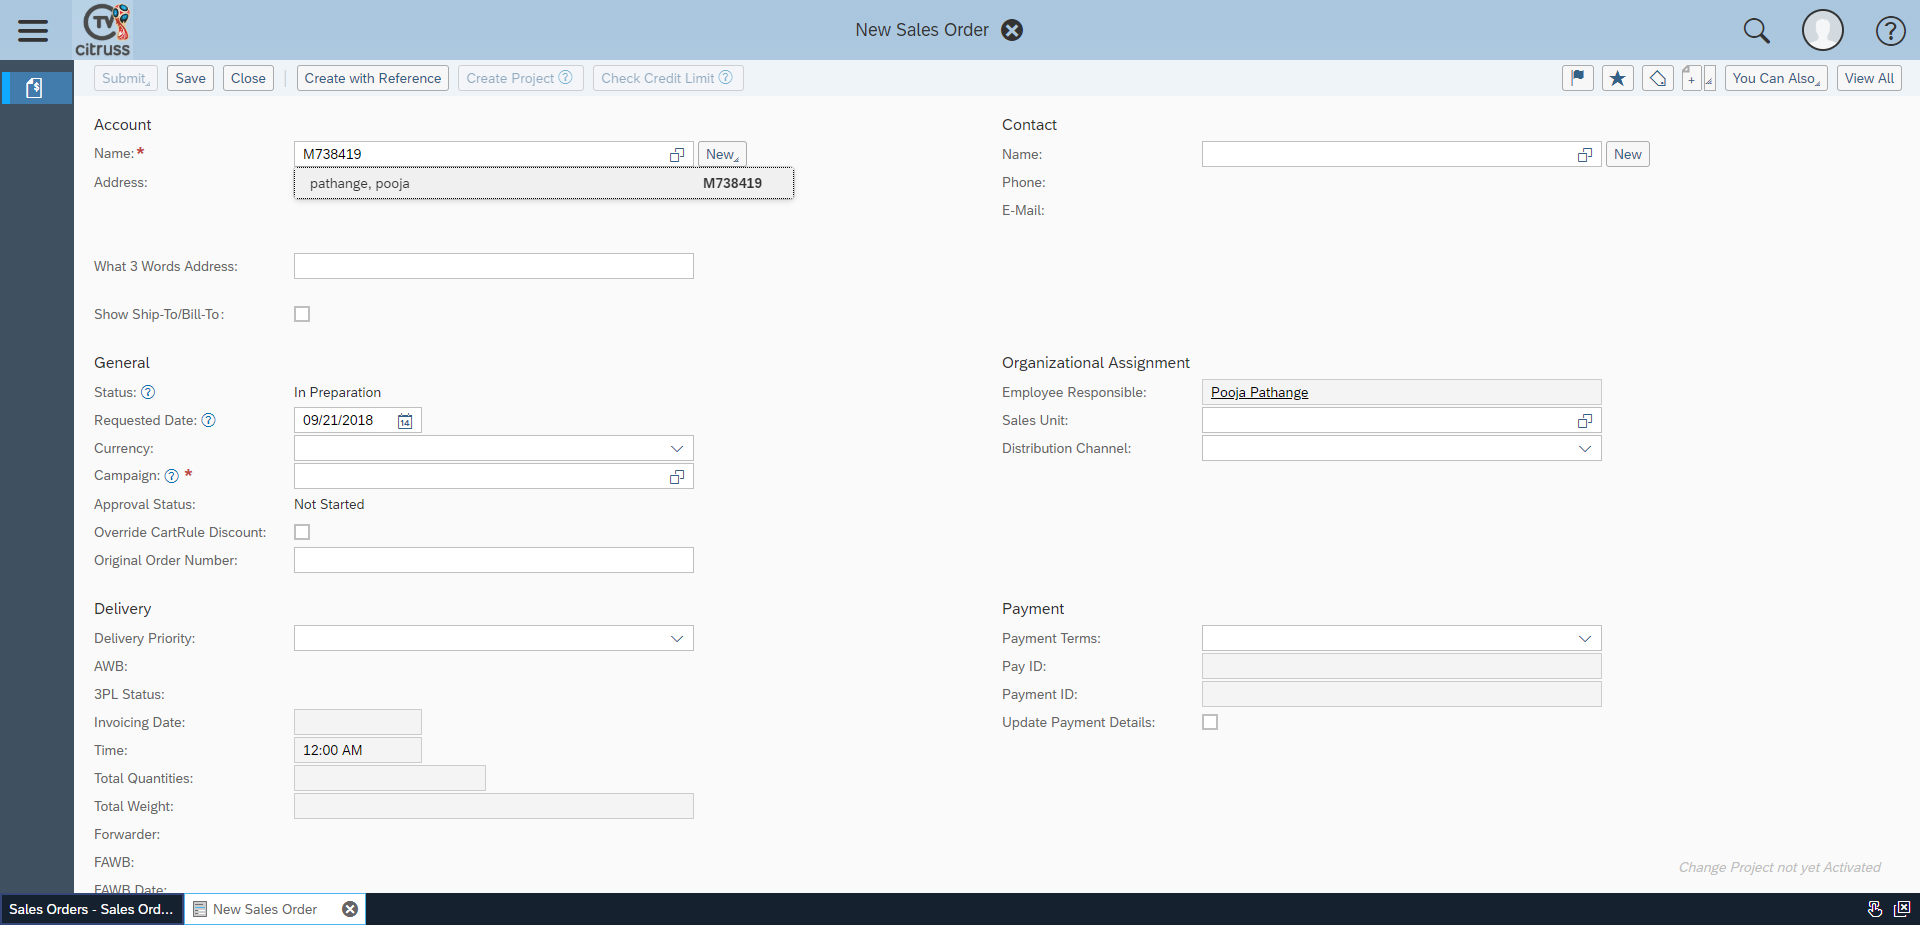 TV
citruss
New Sales Order
?
Submit
Save
Close
Create with Reference
Create Project ?
Check Credit Limit ?
You Can Also
View All
Account
Name:*
M738419
New
pathange, pooja M738419
Address:
What 3 Words Address:
Show Ship-To/Bill-To:
Contact
Name:
New
Phone:
E-Mail:
General
Status: ? In Preparation
Requested Date: ? 09/21/2018 14
Currency:
Campaign: ? *
Approval Status: Not Started
Override CartRule Discount:
Original Order Number:
Organizational Assignment
Employee Responsible: Pooja Pathange
Sales Unit:
Distribution Channel:
Delivery
Delivery Priority:
AWB:
3PL Status:
Invoicing Date:
Time: 12:00 AM
Total Quantities:
Total Weight:
Forwarder:
FAWB:
FAWB Date:
Payment
Payment Terms:
Pay ID:
Payment ID:
Update Payment Details:
Change Project not yet Activated
Sales Orders - Sales Ord...
New Sales Order